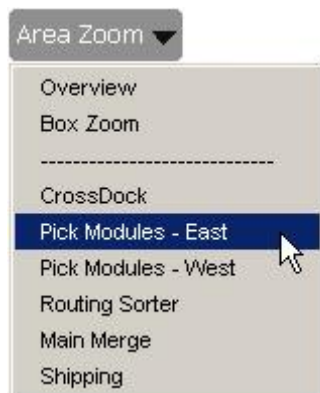 Area Zoom
Overview
Box Zoom
-----------------------------
CrossDock
Pick Modules - East
Pick Modules - West
Routing Sorter
Main Merge
Shipping